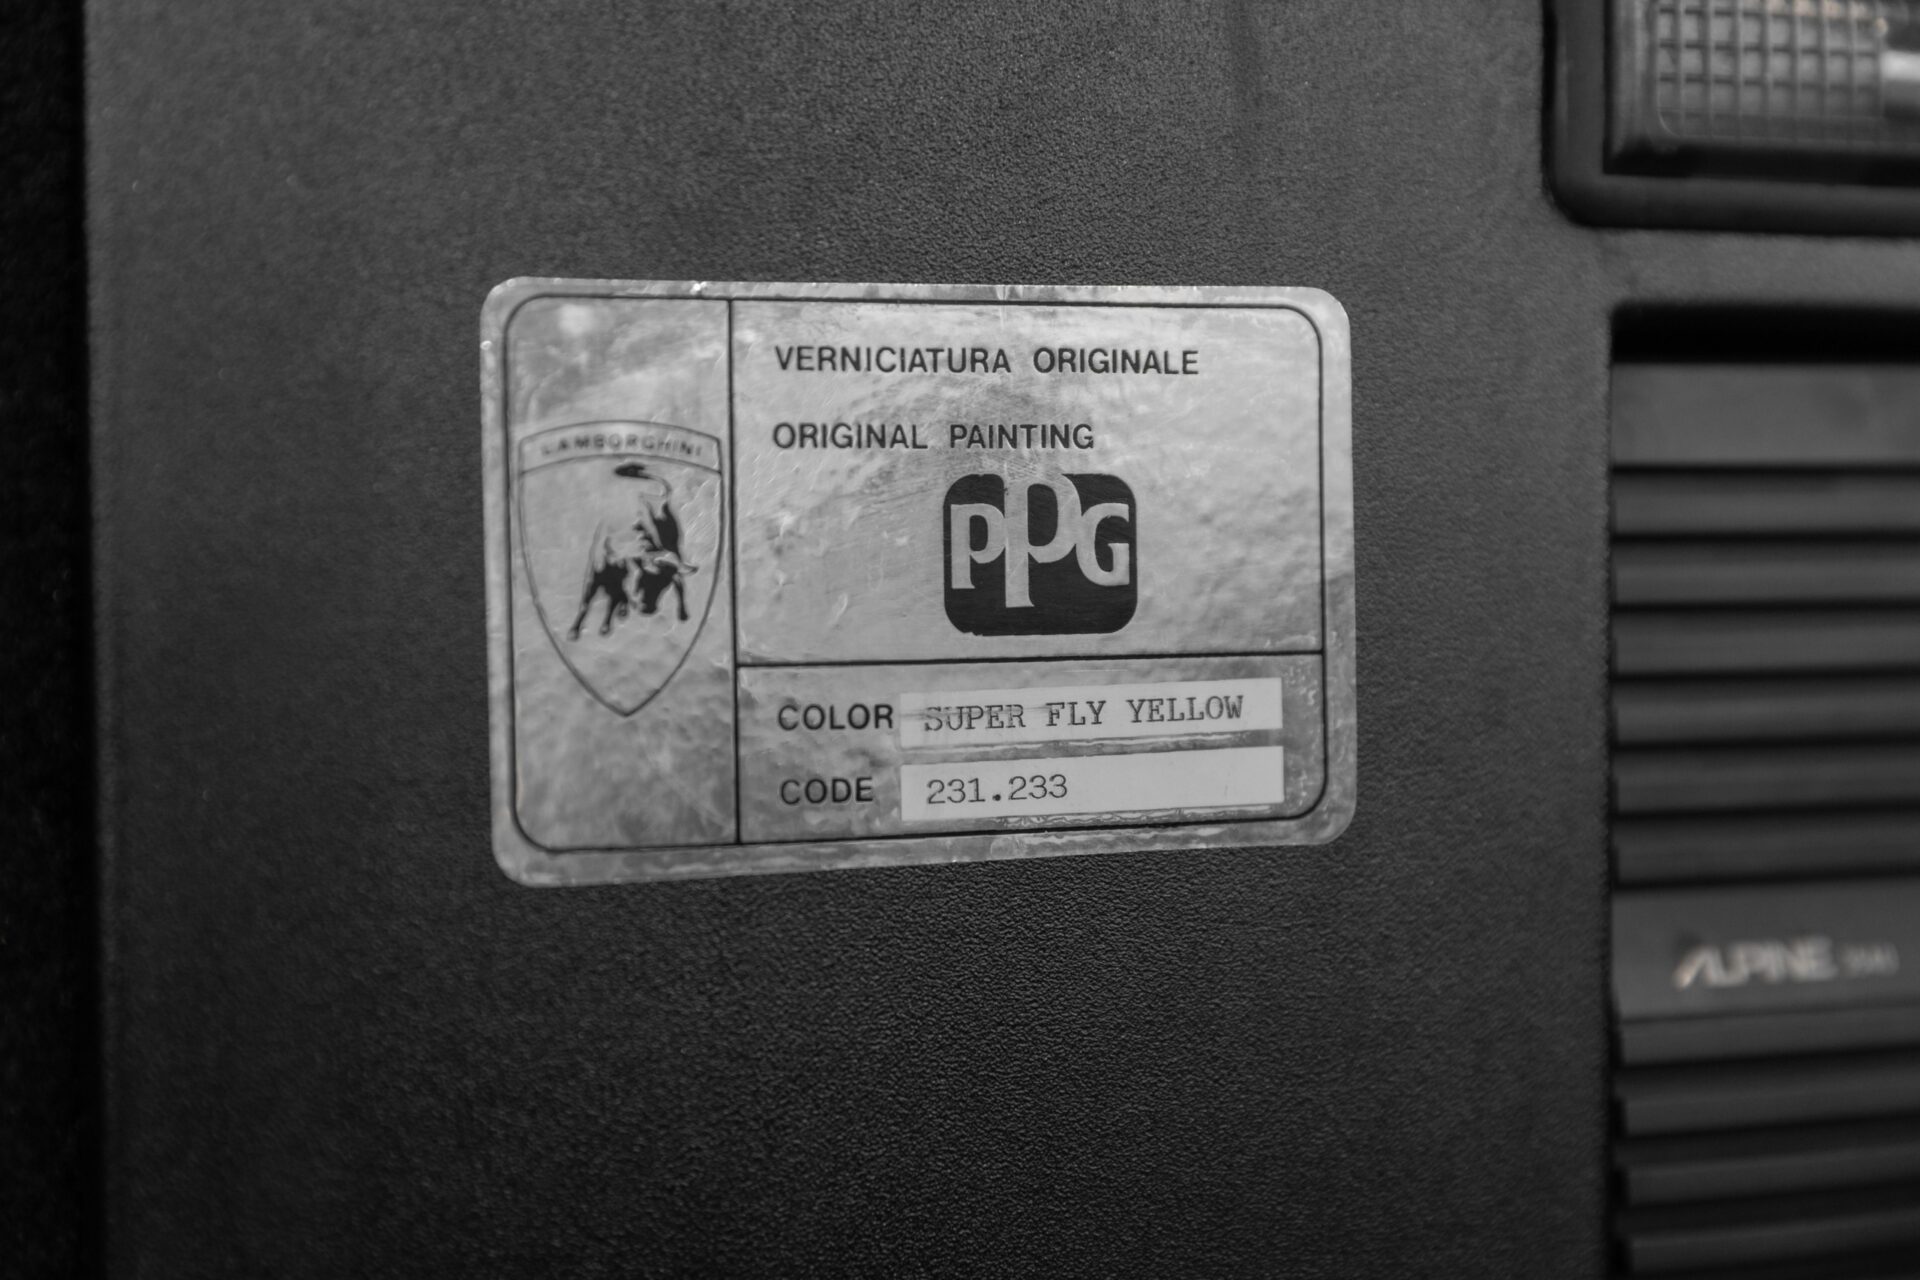 LAMBORGHINI
VERNICIATURA ORIGINALE
ORIGINAL PAINTING
PPG
COLOR SUPER FLY YELLOW
CODE 231.233
ALPINE